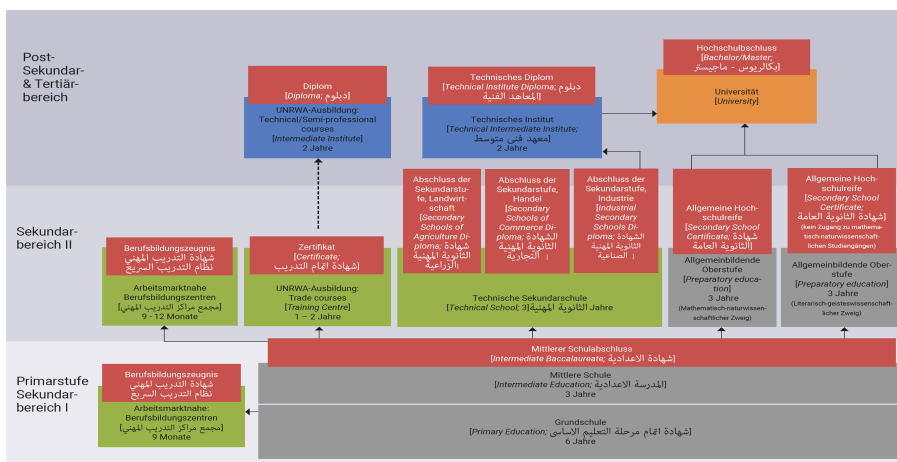 Post-
Sekundar-
& Tertiär-
bereich
Diplom
[Diploma; دبلوم]
UNRWA-Ausbildung:
Technical/Semi-professional
courses
[Intermediate Institute]
2 Jahre
Technisches Diplom
[Technical Institute Diploma; دبلوم
المعاهد الفنية]
Technisches Institut
[Technical Intermediate Institute;
معهد فني متوسط]
2 Jahre
Hochschulbschluss
[Bachelor/Master;
بكالريوس - ماجيستر]
Universität
[University]
Sekundar-
bereich II
Berufsbildungszeugnis
شهادة التدريب المهني
نظام التدريب السريع
Arbeitsmarktnahe
Berufsbildungszentren
[مجمع مراكز التدريب المهني]
9 - 12 Monate
Zertifikat
[Certificate;
شهادة اتمام التدريب]
UNRWA-Ausbildung:
Trade courses
[Training Centre]
1 – 2 Jahre
Abschluss der
Sekundarstu-
fe, Landwirt-
schaft
[Secondary
Schools of
Agriculture Di-
ploma; شهادة
الثانوية المهنية
الزراعية]
Abschluss der
Sekundarstufe,
Handel
[Secondary
Schools of
Commerce Di-
ploma; الشهادة
الثانوية المهنية
التجارية ]
Abschluss der
Sekundarstufe,
Industrie
[Industrial
Secondary
Schools Di-
ploma; الشهادة
الثانوية المهنية
الصناعية ]
Technische Sekundarschule
[Technical School; الثانوية المهنية]3 Jahre
Allgemeine Hoch-
schulreife
[Secondary School
Certificate; شهادة
الثانوية العامة]
Allgemeinbildende
Oberstufe
[Preparatory educa-
tion]
3 Jahre
(Mathematisch-naturwissen-
schaftlicher Zweig)
Allgemeine Hoch-
schulreife
[Secondary School
Certificate;
شهادة الثانوية العامة]
(kein Zugang zu mathema-
tisch-naturwissenschaft-
lichen Studiengängen)
Allgemeinbildende Ober-
stufe
[Preparatory education]
3 Jahre
(Literarisch-geisteswissenschaft-
licher Zweig)
Primarstufe
Sekundar-
bereich I
Mittlerer Schulabschluss
[Intermediate Baccalaureate; شهادة الاعدادية]
Mittlere Schule
[Intermediate Education; المدرسة الاعدادية]
3 Jahre
Berufsbildungszeugnis
شهادة التدريب المهني
نظام التدريب السريع
Arbeitsmarktnahe:
Berufsbildungszentren
[مجمع مراكز التدريب المهني]
9 Monate
Grundschule
[Primary Education; شهادة اتمام مرحلة التعليم الاساسى]
6 Jahre